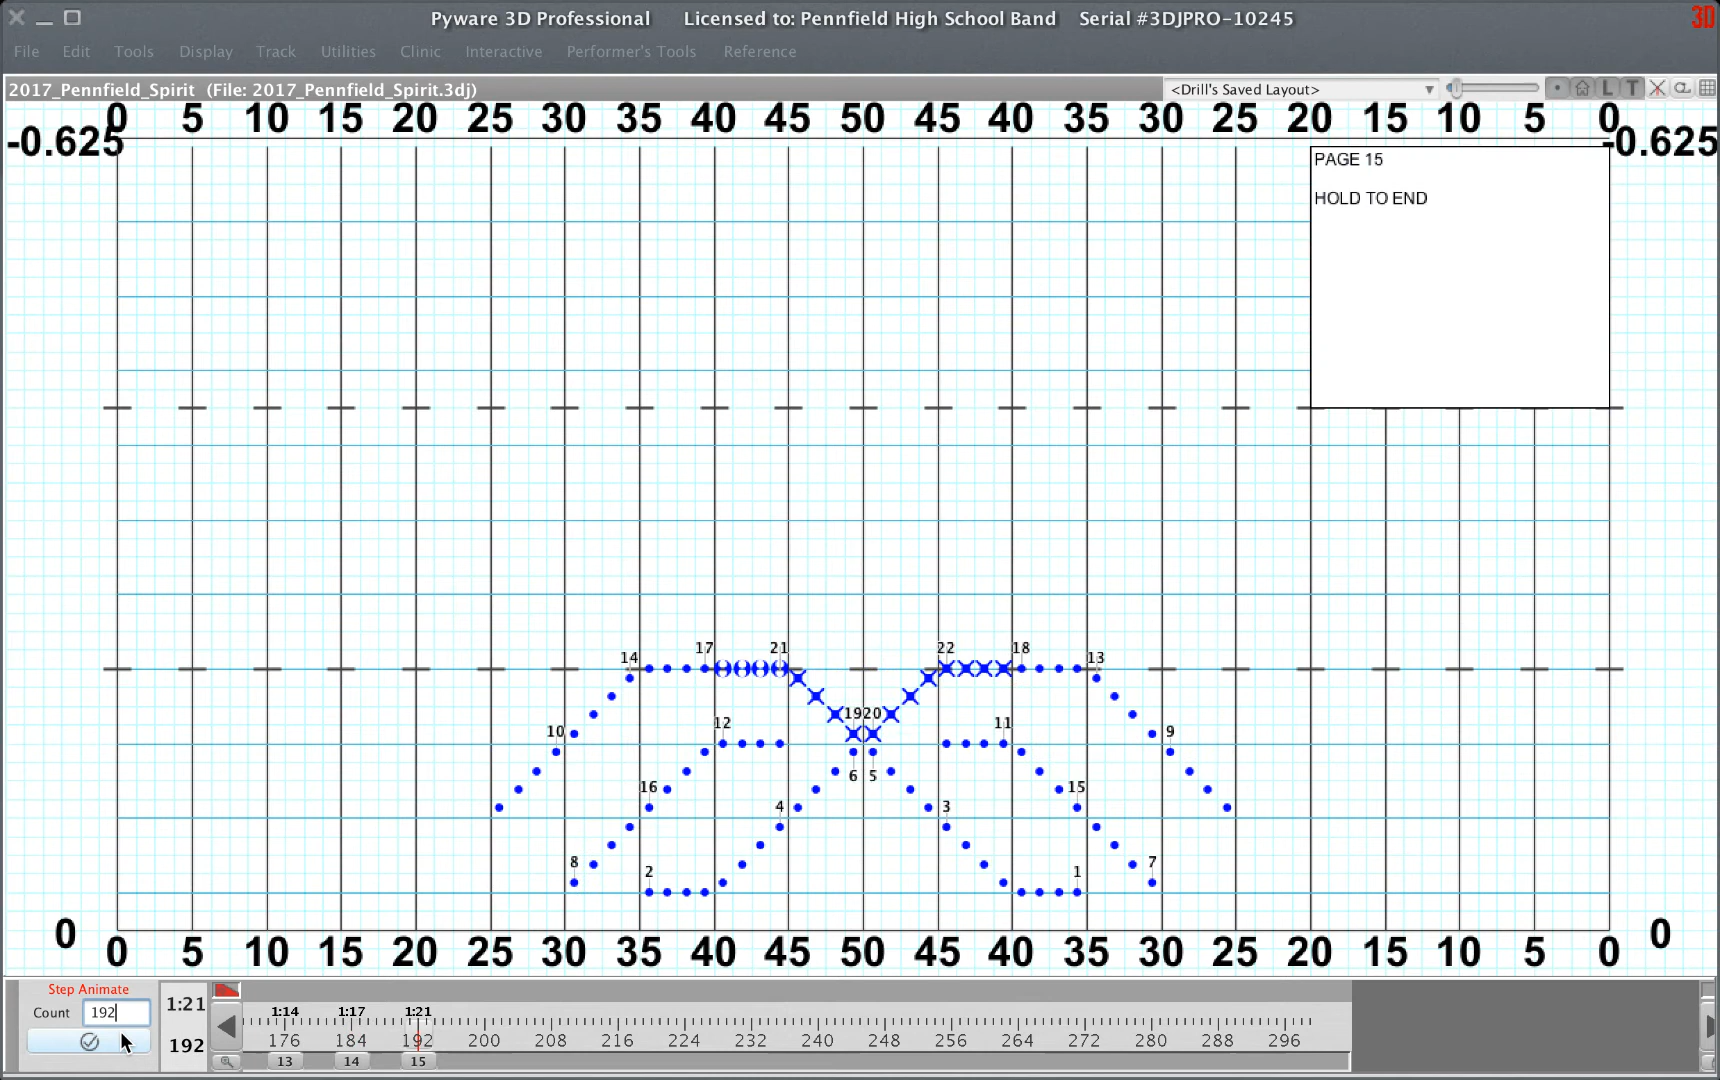 Pyware 3D Professional Licensed to: Pennfield High School Band Serial #3DJPRO-10245
3D
File Edit Tools Display Track Utilities Clinic Interactive Performer's Tools Reference
2017_Pennfield_Spirit (File: 2017_Pennfield_Spirit.3dj) <Drill's Saved Layout> L T
0 5 10 15 20 25 30 35 40 45 50 45 40 35 30 25 20 15 10 5 0
-0.625 -0.625
PAGE 15
HOLD TO END
17 21 22 18
14 13
19 20
12 11
10 9
6 5
16 15
4 3
8 7
2 1
0 0
0 5 10 15 20 25 30 35 40 45 50 45 40 35 30 25 20 15 10 5 0
Step Animate
Count 192
1:21
192
1:14 1:17 1:21
176 184 192 200 208 216 224 232 240 248 256 264 272 280 288 296
13 14 15